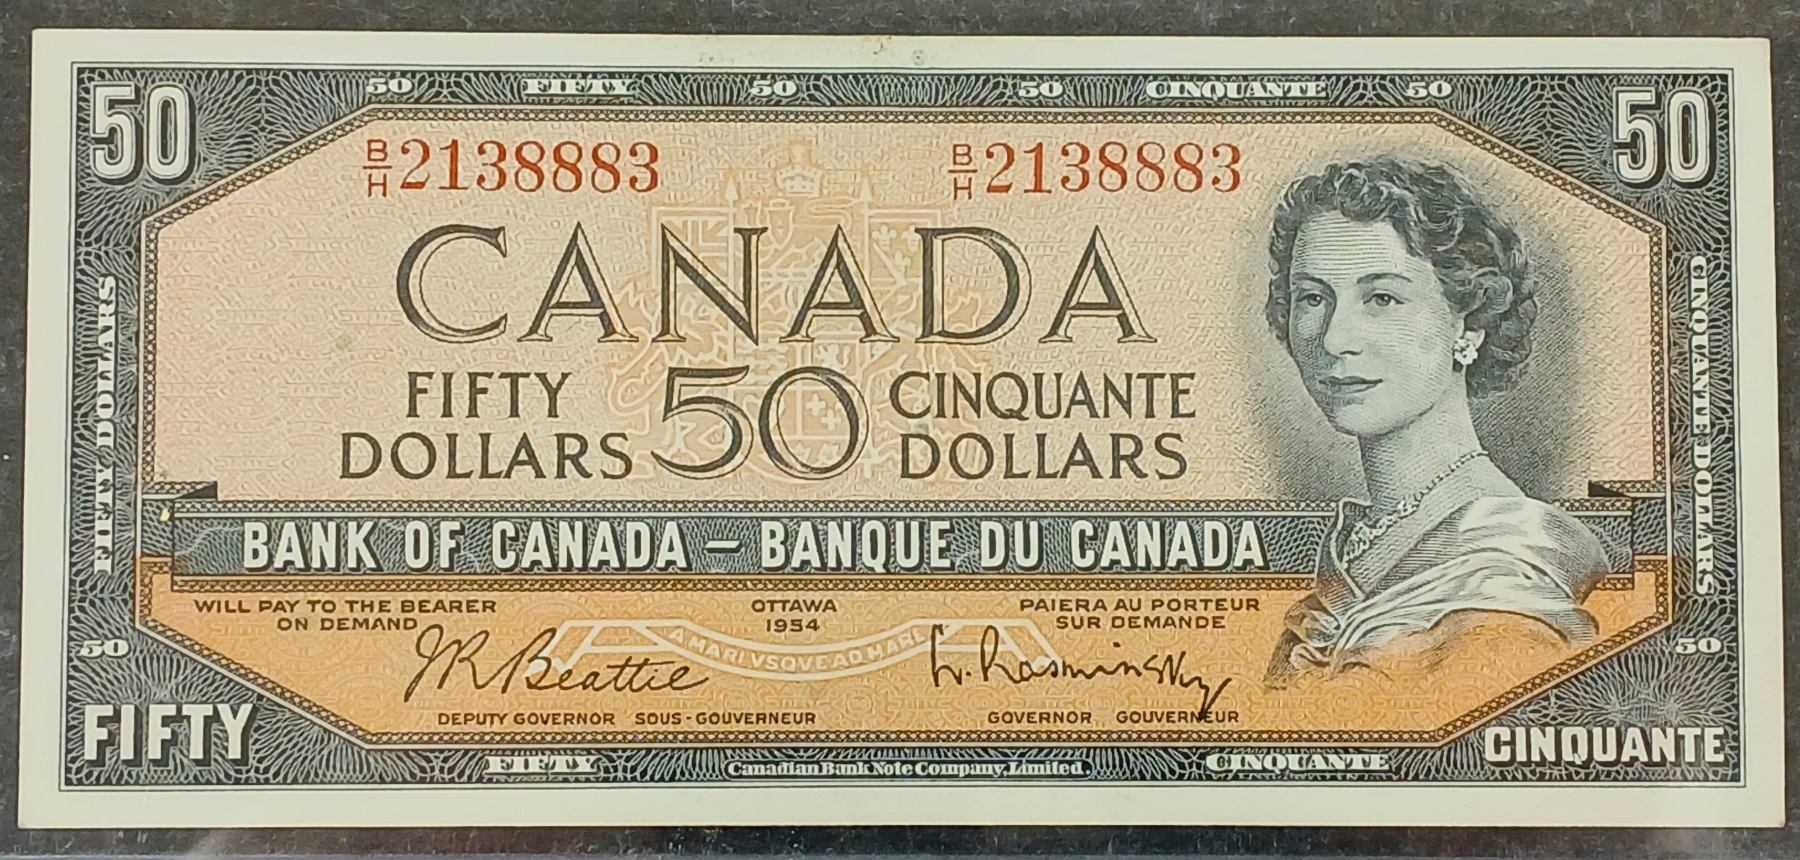 50 FIFTY 50 50 CINQUANTE 50
50 50
B/H 2138883 B/H 2138883
CANADA
FIFTY 50 CINQUANTE
DOLLARS DOLLARS
FIFTY DOLLARS
CINQUANTE DOLLARS
BANK OF CANADA – BANQUE DU CANADA
WILL PAY TO THE BEARER OTTAWA PAIERA AU PORTEUR
ON DEMAND 1954 SUR DEMANDE
A MARI VSQVE AD MARE
50 50
JR Beattie L. Rasminsky
DEPUTY GOVERNOR SOUS-GOUVERNEUR GOVERNOR GOUVERNEUR
FIFTY CINQUANTE
FIFTY Canadian Bank Note Company, Limited. CINQUANTE